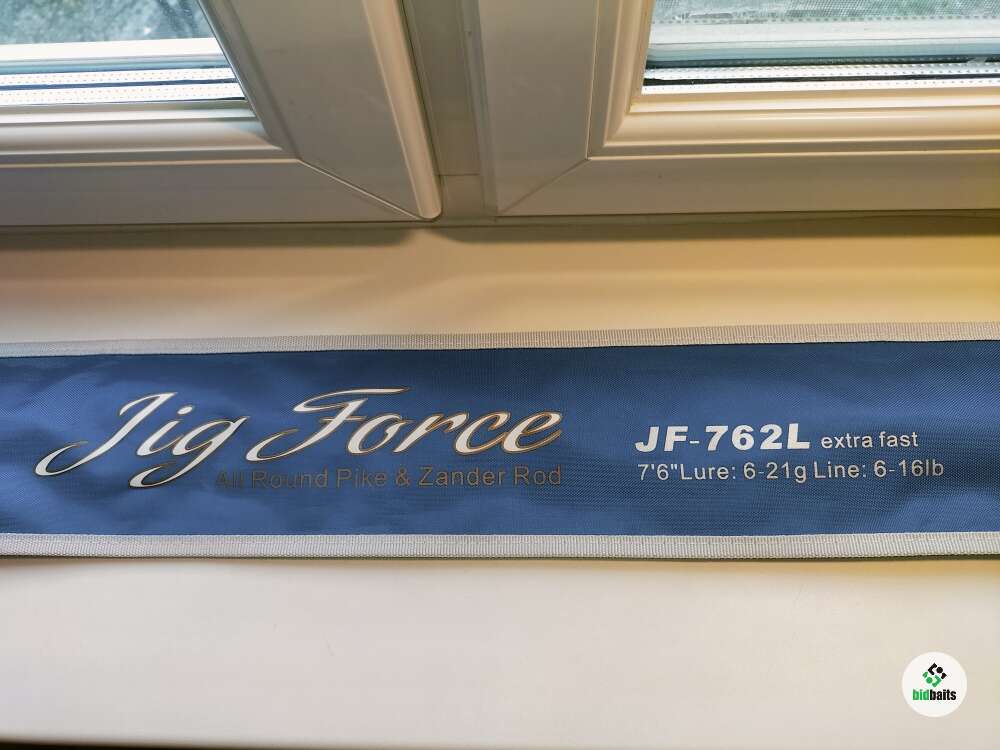 Jig Force
All Round Pike & Zander Rod
JF-762L extra fast
7'6"Lure: 6-21g Line: 6-16lb
bidbaits